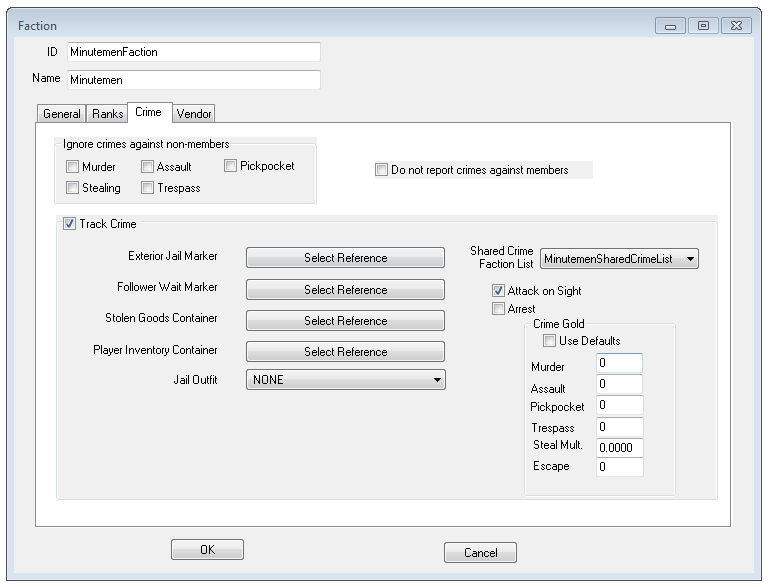 Faction
ID MinutemenFaction
Name Minutemen
General Ranks Crime Vendor
Ignore crimes against non-members
Murder Assault Pickpocket
Stealing Trespass
Do not report crimes against members
Track Crime
Exterior Jail Marker Select Reference
Follower Wait Marker Select Reference
Stolen Goods Container Select Reference
Player Inventory Container Select Reference
Jail Outfit NONE
Shared Crime
Faction List MinutemenSharedCrimeList
Attack on Sight
Arrest
Crime Gold
Use Defaults
Murder 0
Assault 0
Pickpocket 0
Trespass 0
Steal Mult. 0.0000
Escape 0
OK Cancel